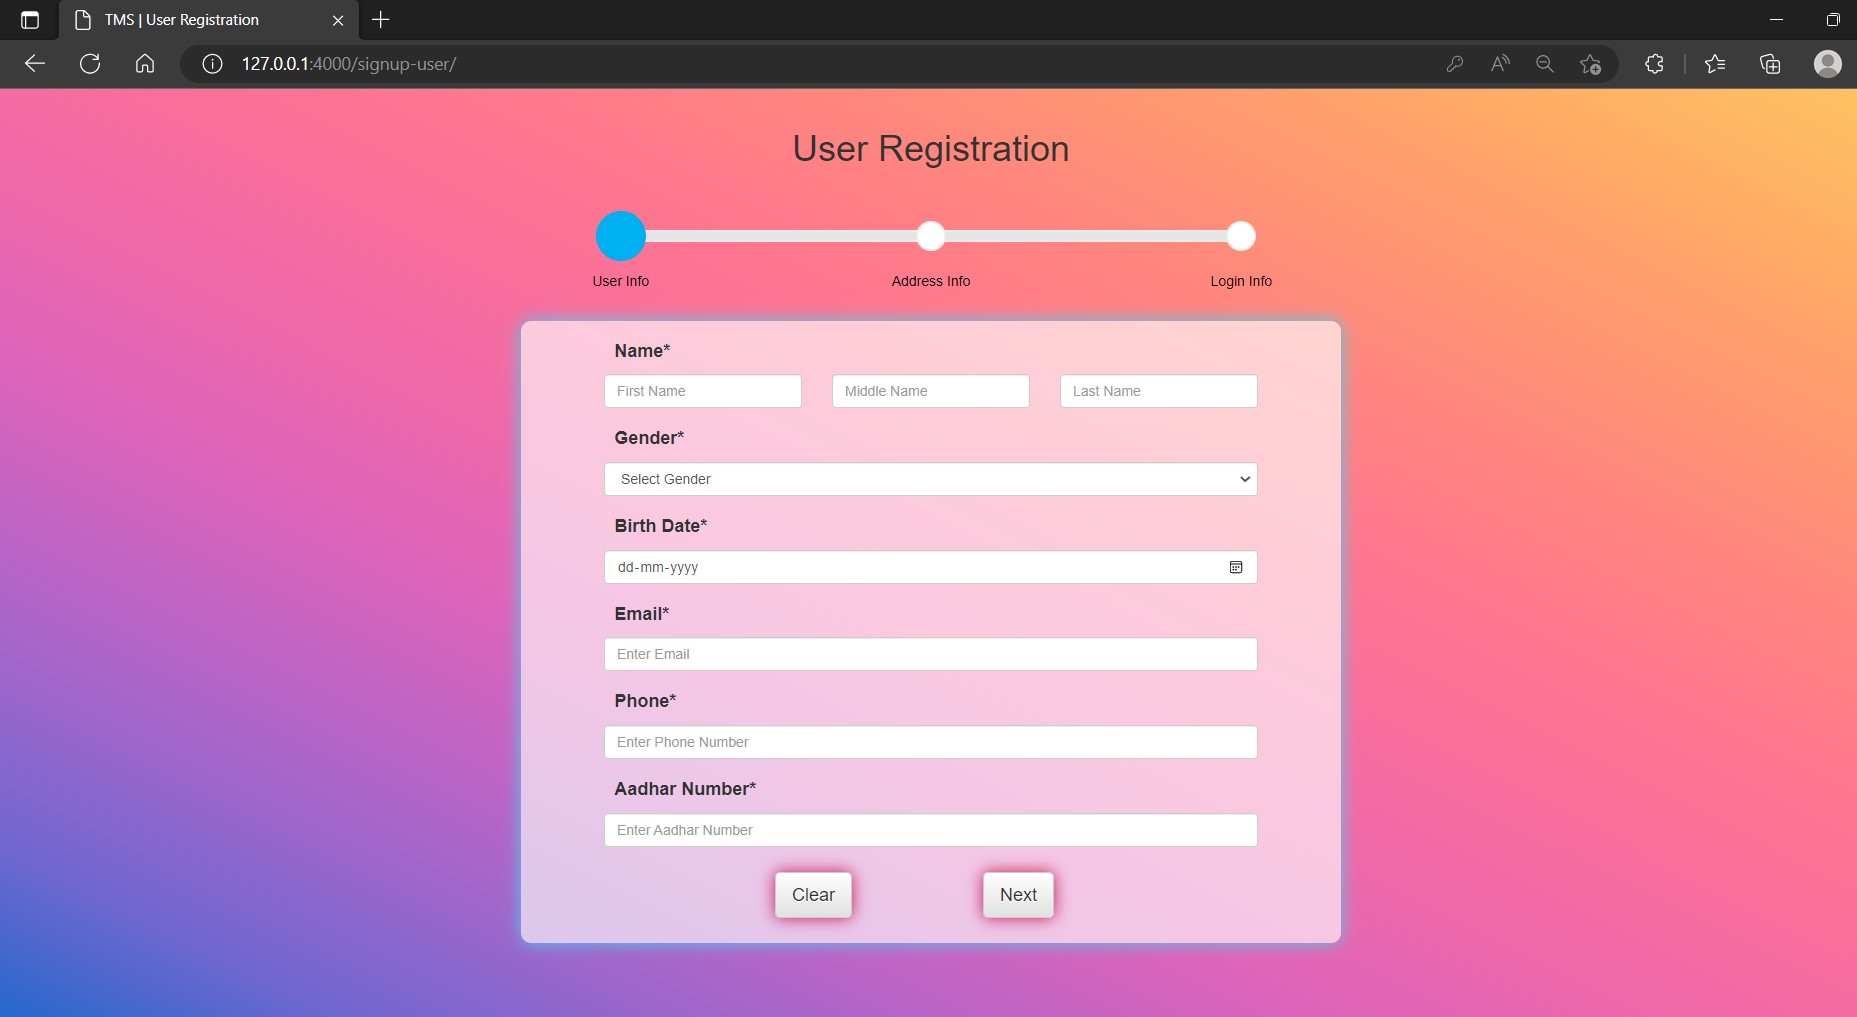 TMS | User Registration
127.0.0.1:4000/signup-user/
User Registration
User Info Address Info Login Info
Name*
First Name Middle Name Last Name
Gender*
Select Gender
Birth Date*
dd-mm-yyyy
Email*
Enter Email
Phone*
Enter Phone Number
Aadhar Number*
Enter Aadhar Number
Clear Next